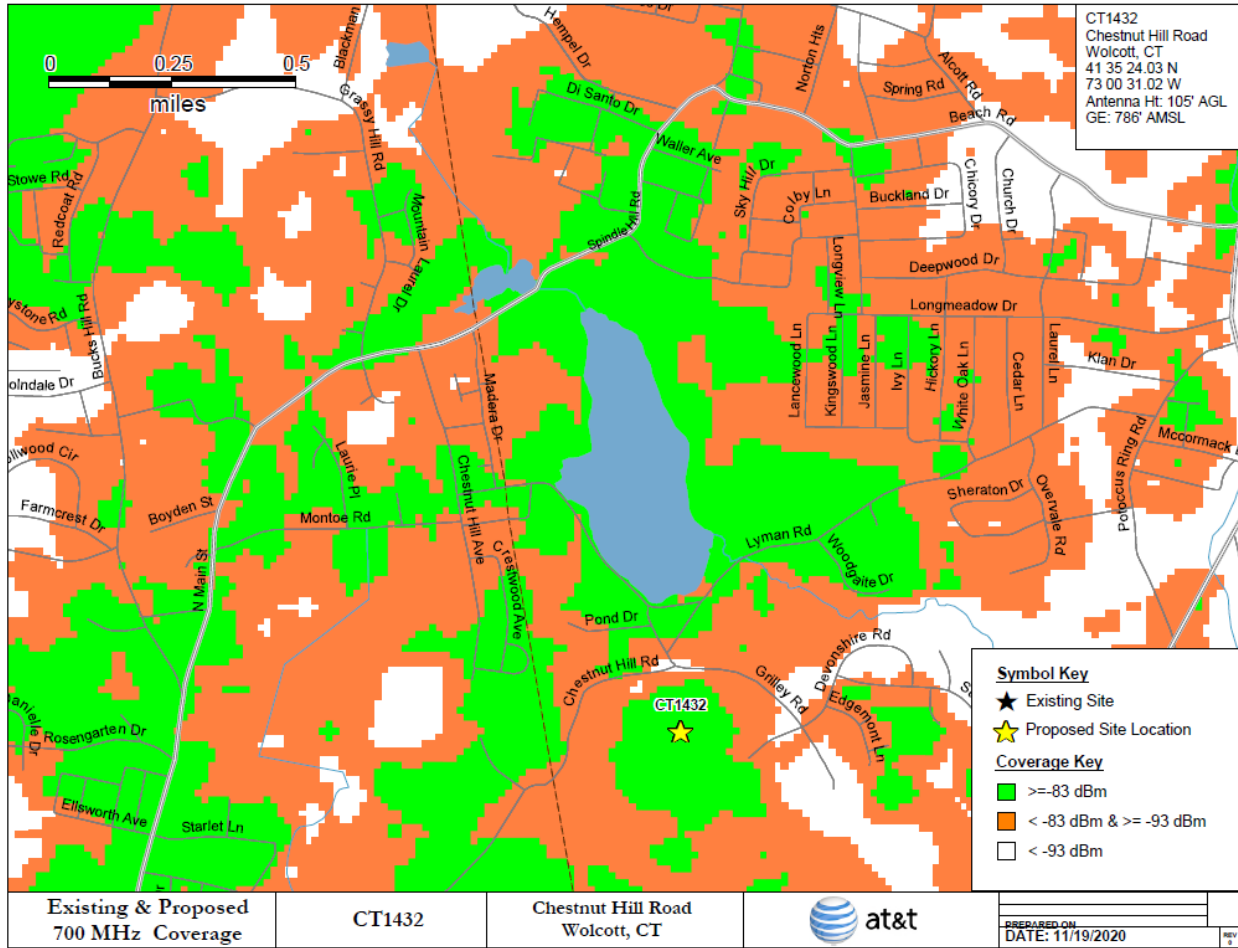 CT1432
Chestnut Hill Road
Wolcott, CT
41 35 24.03 N
73 00 31.02 W
Antenna Ht: 105' AGL
GE: 786' AMSL
0 0.25 0.5
miles
Blackman
Hempel Dr
Norton Hts
Alcott Rd
Spring Rd
Beach Rd
Grassy Hill Rd
Di Santo Dr
Waller Ave
Stowe Rd
Redcoat Rd
Mountain Laurel Dr
Spindle Hill Rd
Sky Hill Dr
Colby Ln
Buckland Dr
Chicory Dr
Church Dr
Longview Ln
Deepwood Dr
Longmeadow Dr
ystone Rd
Bucks Hill Rd
olndale Dr
Lancewood Ln
Kingswood Ln
Jasmine Ln
Ivy Ln
Hickory Ln
White Oak Ln
Cedar Ln
Laurel Ln
Klan Dr
Madera Dr
ollwood Cir
Laurie Pl
Chestnut Hill Ave
Potoccus Ring Rd
Mccormack
Farmcrest Dr
Boyden St
Montoe Rd
Sheraton Dr
Overvale Rd
Lyman Rd
Woodgaite Dr
N Main St
Crestwood Ave
Pond Dr
Chestnut Hill Rd
Grilley Rd
Devonshire Rd
Edgemont Ln
CT1432
anielle Dr
Rosengarten Dr
Ellsworth Ave
Starlet Ln
Symbol Key
Existing Site
Proposed Site Location
Coverage Key
>=-83 dBm
< -83 dBm & >= -93 dBm
< -93 dBm
Existing & Proposed
700 MHz Coverage
CT1432
Chestnut Hill Road
Wolcott, CT
at&t
PREPARED ON
DATE: 11/19/2020
REV
0